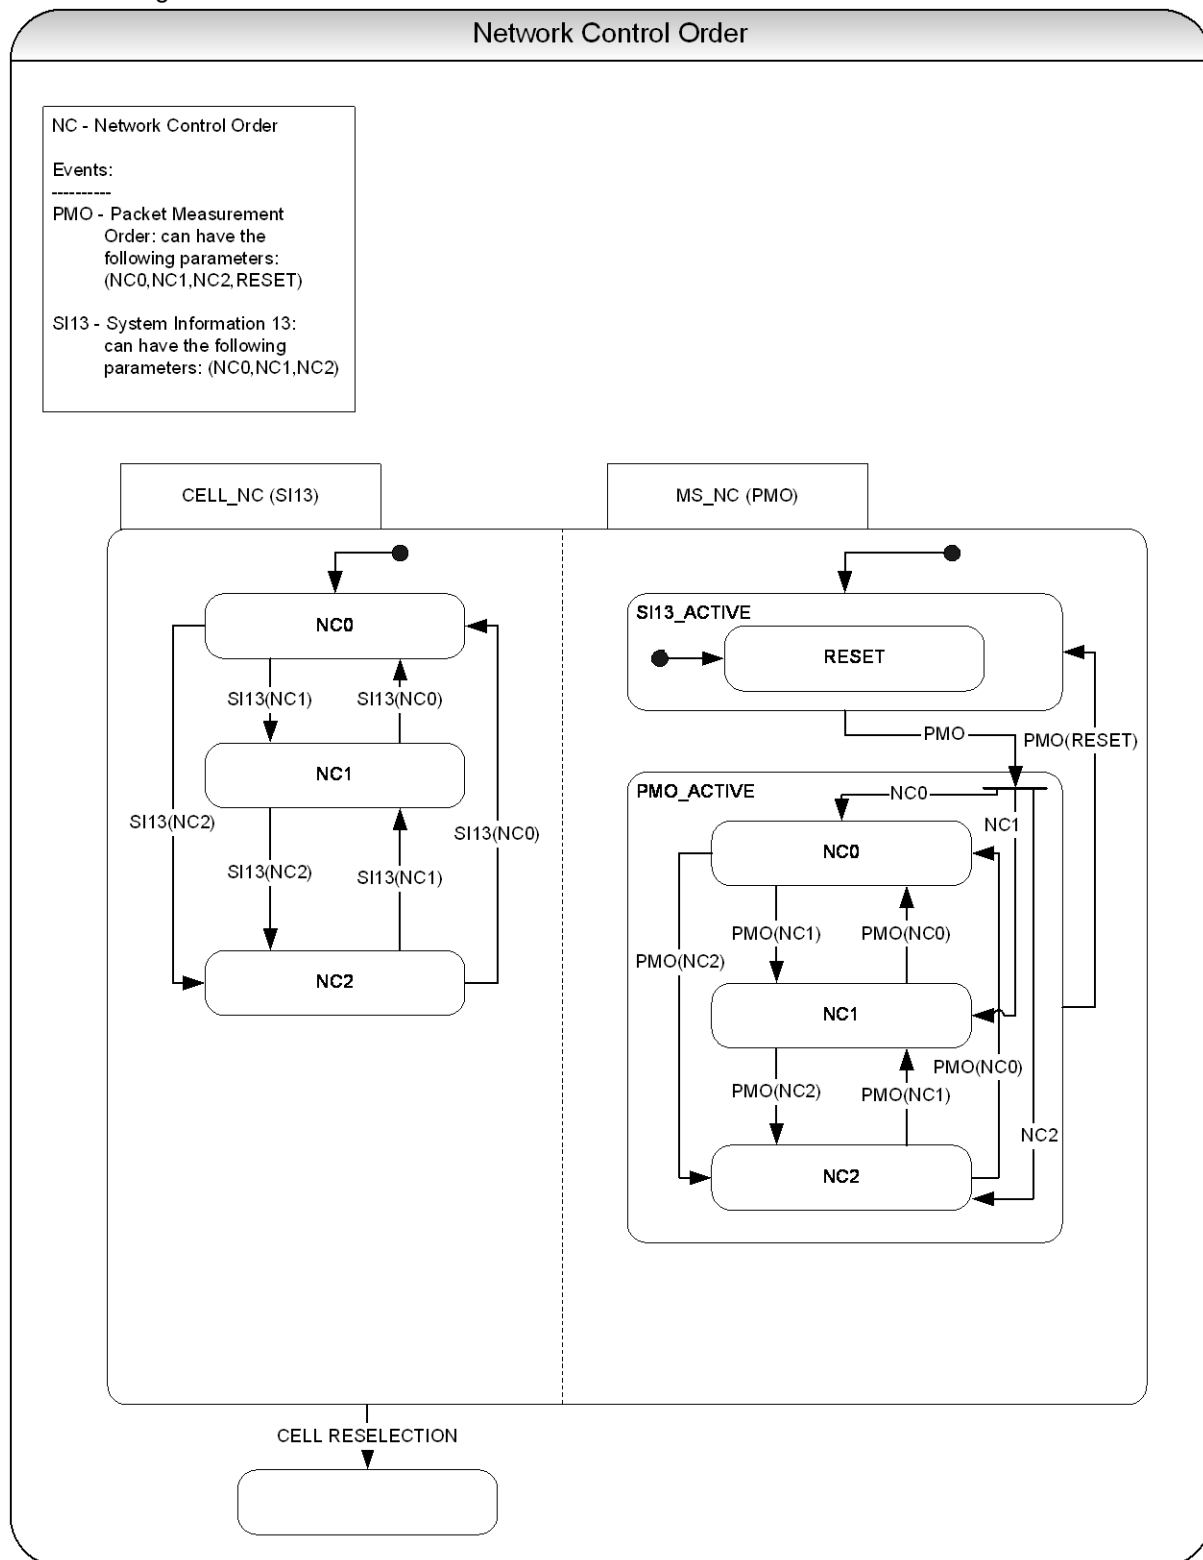 Network Control Order
NC - Network Control Order
Events:
----------
PMO - Packet Measurement
Order: can have the
following parameters:
(NC0,NC1,NC2,RESET)
SI13 - System Information 13:
can have the following
parameters: (NC0,NC1,NC2)
CELL_NC (SI13)
MS_NC (PMO)
NC0
SI13(NC1)
SI13(NC0)
NC1
SI13(NC2)
SI13(NC0)
SI13(NC2)
SI13(NC1)
NC2
SI13_ACTIVE
RESET
PMO
PMO(RESET)
PMO_ACTIVE
NC0
NC1
NC0
PMO(NC1)
PMO(NC0)
PMO(NC2)
NC1
PMO(NC0)
PMO(NC2)
PMO(NC1)
NC2
NC2
CELL RESELECTION